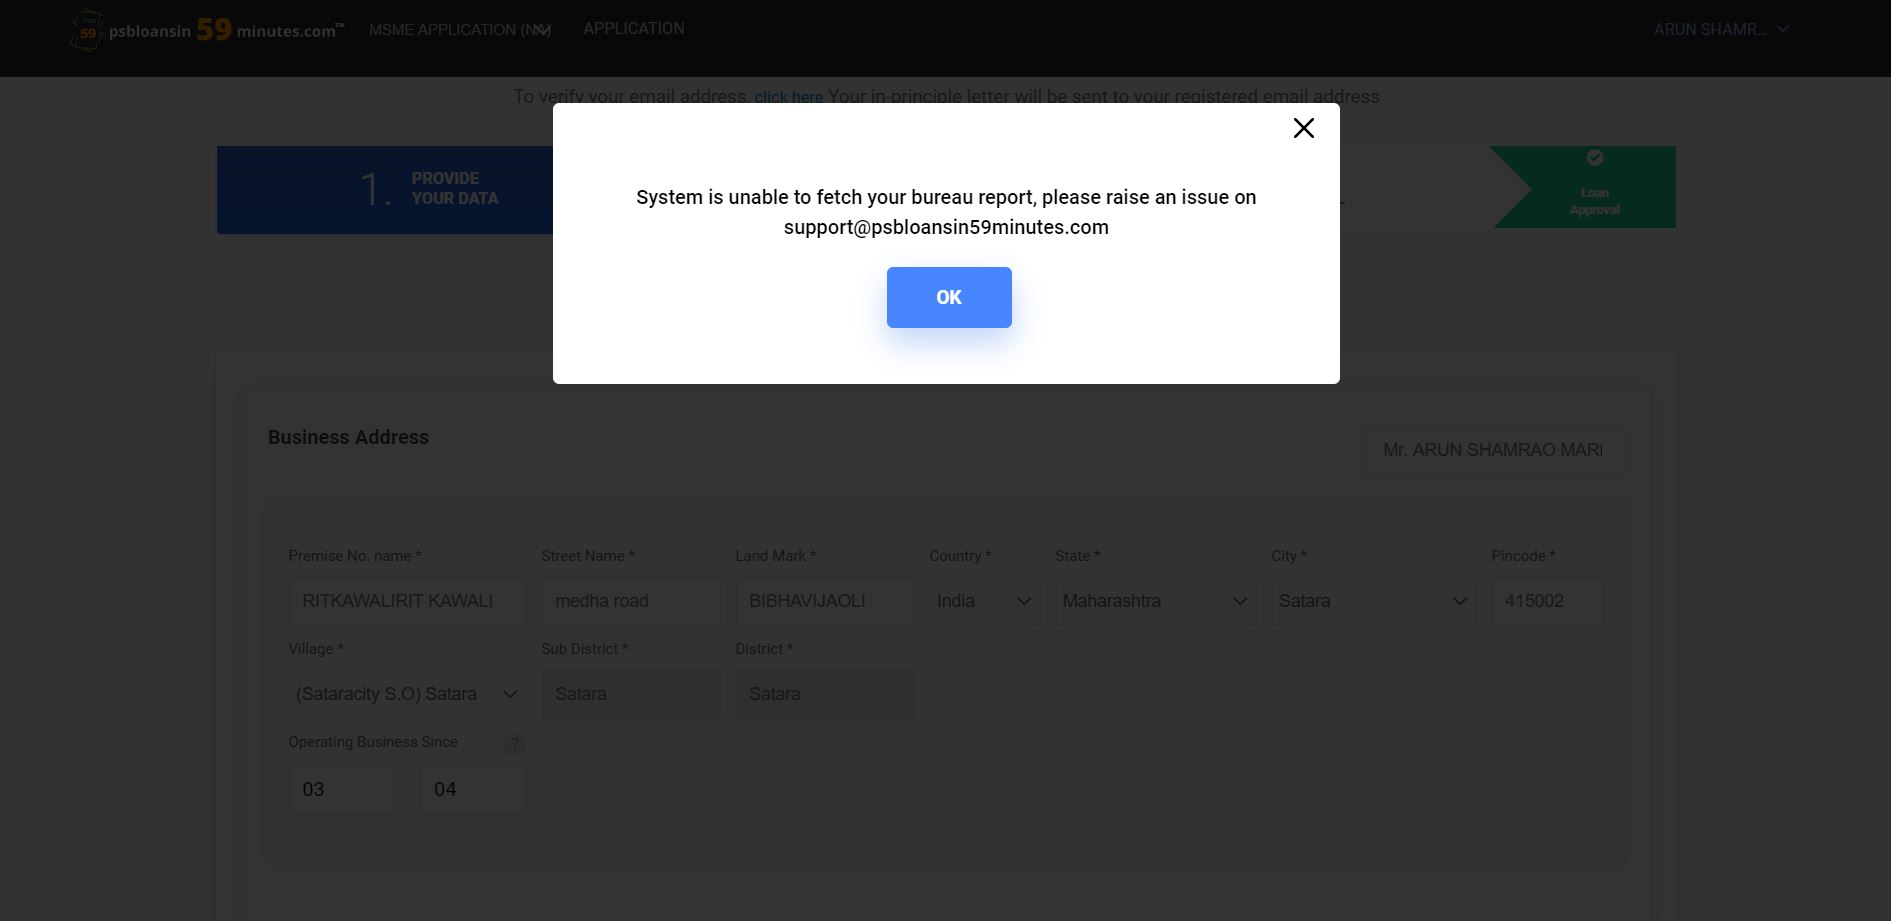 psbloansin 59 minutes.com™
MSME APPLICATION
APPLICATION
ARUN SHAMR...
To verify your email address, click here Your in-principle letter will be sent to your registered email address
System is unable to fetch your bureau report, please raise an issue on
support@psbloansin59minutes.com
OK
1. PROVIDE
YOUR DATA
Loan
Approval
Business Address
Mr. ARUN SHAMRAO
Premise No. name * Street Name * Land Mark * Country * State * City * Pincode *
RITKAWALIRIT KAWALI medha road BIBHAVIJAOLI India Maharashtra Satara 415002
Village * Sub District * District *
(Sataracity S.O) Satara Satara Satara
Operating Business Since ?
03 04